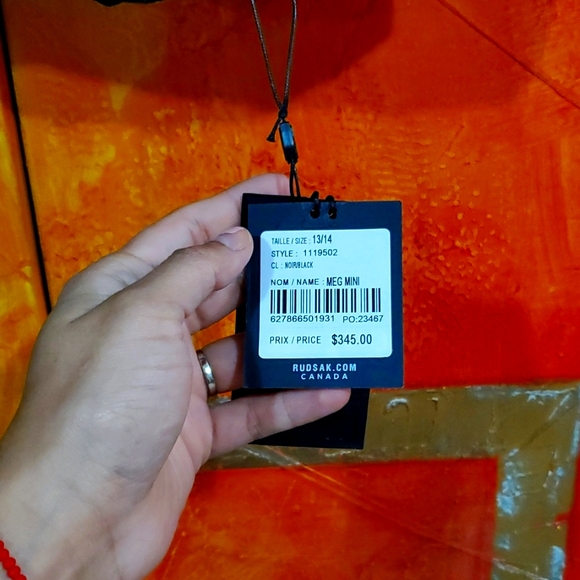 TAILLE / SIZE : 13/14
STYLE : 1119502
CL : NOIR/BLACK
NOM / NAME : MEG MINI
627866501931 PO:23467
PRIX / PRICE $345.00
RUDSAK.COM
CANADA